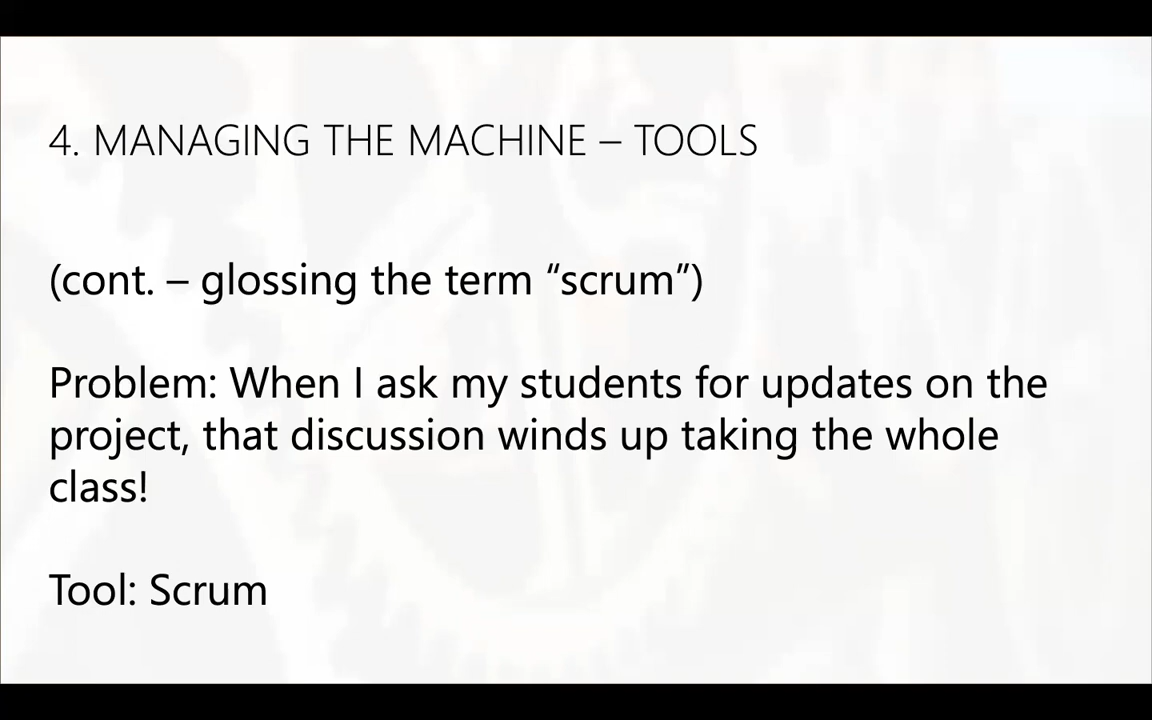 4. MANAGING THE MACHINE – TOOLS
(cont. – glossing the term “scrum”)
Problem: When I ask my students for updates on the
project, that discussion winds up taking the whole
class!
Tool: Scrum